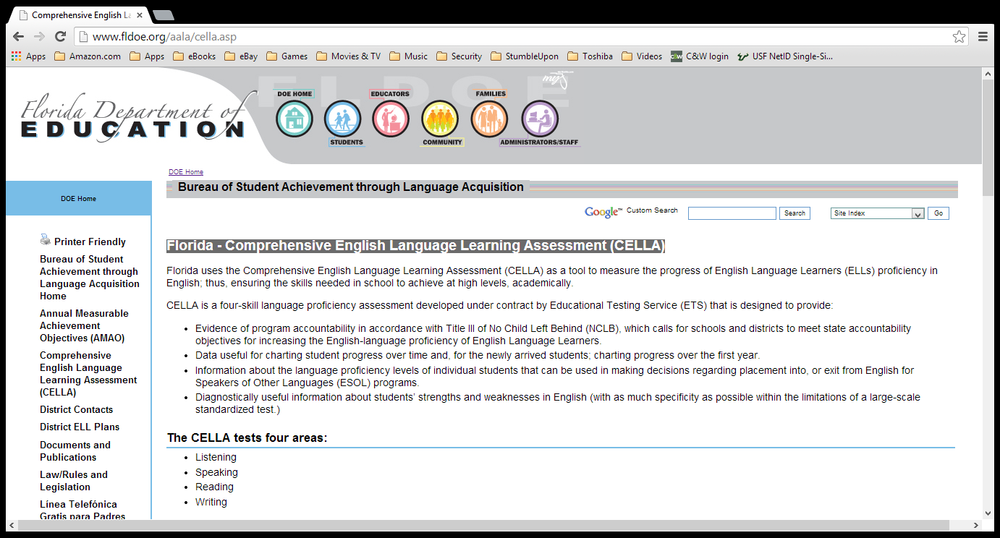 Comprehensive English La
www.fldoe.org/aala/cella.asp
Apps Amazon.com Apps eBooks eBay Games Movies & TV Music Security StumbleUpon Toshiba Videos C&W C&W login USF NetID Single-Si...
FLDOE
Florida Department of
EDUCATION
DOE HOME EDUCATORS FAMILIES
STUDENTS COMMUNITY ADMINISTRATORS/STAFF
DOE Home
DOE Home
Bureau of Student Achievement through Language Acquisition
Google™ Custom Search Search Site Index Go
Printer Friendly
Bureau of Student
Achievement through
Language Acquisition
Home
Annual Measurable
Achievement
Objectives (AMAO)
Comprehensive
English Language
Learning Assessment
(CELLA)
District Contacts
District ELL Plans
Documents and
Publications
Law/Rules and
Legislation
Línea Telefónica
Gratis para Padres
Florida - Comprehensive English Language Learning Assessment (CELLA)
Florida uses the Comprehensive English Language Learning Assessment (CELLA) as a tool to measure the progress of English Language Learners (ELLs) proficiency in
English; thus, ensuring the skills needed in school to achieve at high levels, academically.
CELLA is a four-skill language proficiency assessment developed under contract by Educational Testing Service (ETS) that is designed to provide:
• Evidence of program accountability in accordance with Title III of No Child Left Behind (NCLB), which calls for schools and districts to meet state accountability
objectives for increasing the English-language proficiency of English Language Learners.
• Data useful for charting student progress over time and, for the newly arrived students; charting progress over the first year.
• Information about the language proficiency levels of individual students that can be used in making decisions regarding placement into, or exit from English for
Speakers of Other Languages (ESOL) programs.
• Diagnostically useful information about students' strengths and weaknesses in English (with as much specificity as possible within the limitations of a large-scale
standardized test.)
The CELLA tests four areas:
• Listening
• Speaking
• Reading
• Writing